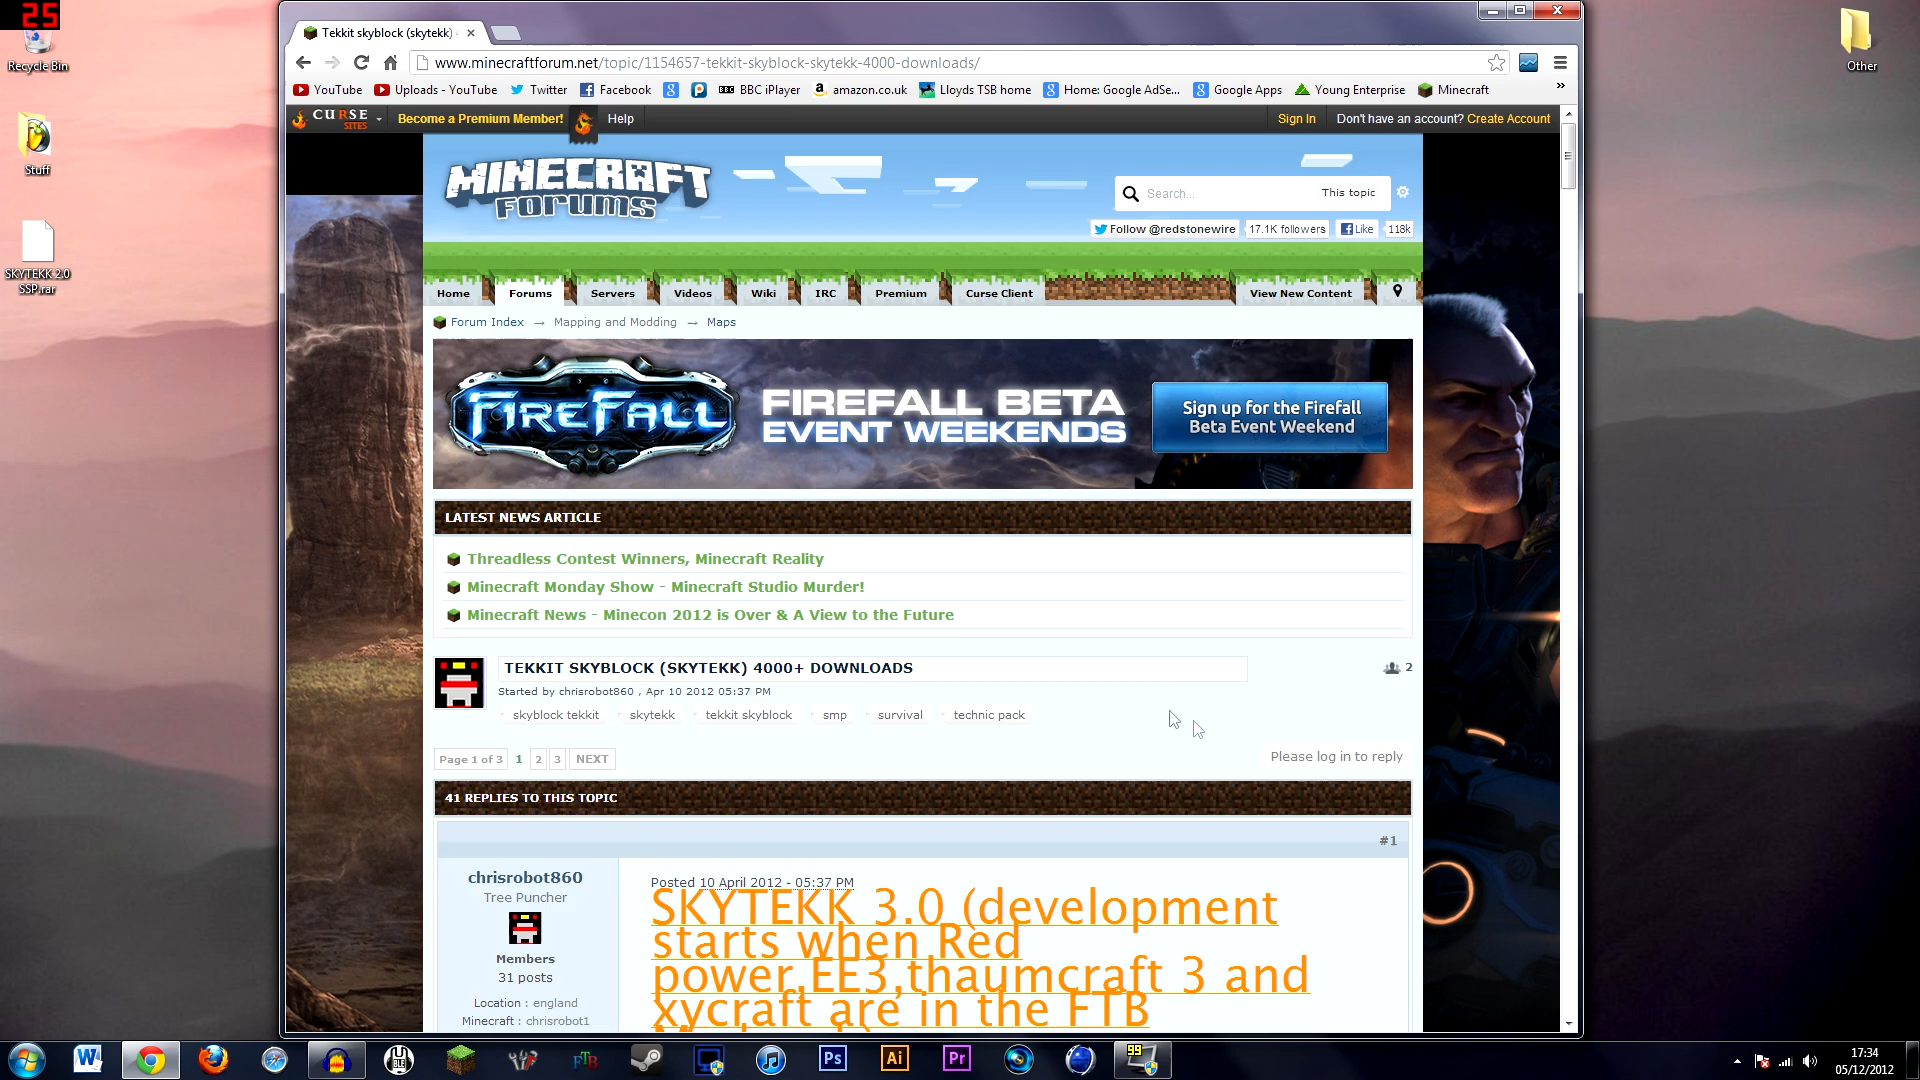 25
Recycle Bin
Stuff
SKYTEKK 2.0
SSP.rar
Other
Tekkit skyblock (skytekk)
www.minecraftforum.net/topic/1154657-tekkit-skyblock-skytekk-4000-downloads/
YouTube Uploads - YouTube Twitter Facebook BBC iPlayer amazon.co.uk Lloyds TSB home Home: Google AdSe... Google Apps Young Enterprise Minecraft »
CURSE
SITES
Become a Premium Member! Help Sign In Don't have an account? Create Account
MINECRAFT
FORUMS
Search... This topic
Follow @redstonewire 17.1K followers Like 118k
Home Forums Servers Videos Wiki IRC Premium Curse Client View New Content
Forum Index → Mapping and Modding → Maps
FIREFALL
FIREFALL BETA
EVENT WEEKENDS
Sign up for the Firefall
Beta Event Weekend
LATEST NEWS ARTICLE
Threadless Contest Winners, Minecraft Reality
Minecraft Monday Show - Minecraft Studio Murder!
Minecraft News - Minecon 2012 is Over & A View to the Future
TEKKIT SKYBLOCK (SKYTEKK) 4000+ DOWNLOADS
2
Started by chrisrobot860 , Apr 10 2012 05:37 PM
skyblock tekkit skytekk tekkit skyblock smp survival technic pack
Page 1 of 3 1 2 3 NEXT
Please log in to reply
41 REPLIES TO THIS TOPIC
#1
chrisrobot860
Tree Puncher
Members
31 posts
Location : england
Minecraft : chrisrobot1
Posted 10 April 2012 - 05:37 PM
SKYTEKK 3.0 (development
starts when Red
power,EE3,thaumcraft 3 and
xycraft are in the FTB
W
UBLE
FTB
Ps
Ai
Pr
99
17:34
05/12/2012